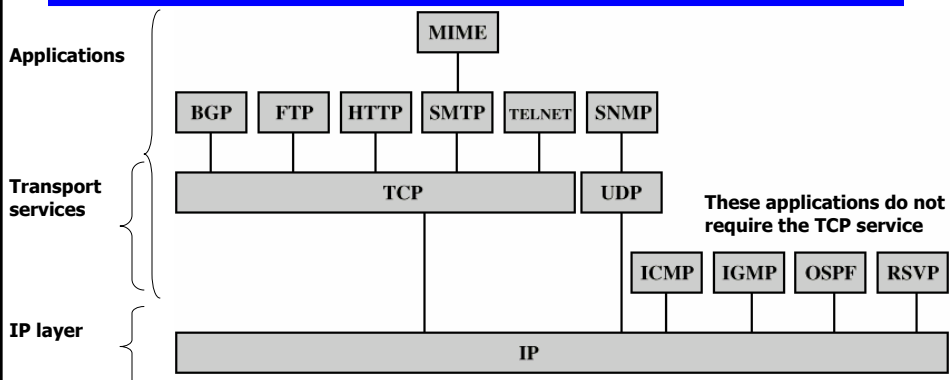 MIME
Applications
BGP FTP HTTP SMTP TELNET SNMP
Transport
services
TCP UDP
These applications do not
require the TCP service
ICMP IGMP OSPF RSVP
IP layer
IP